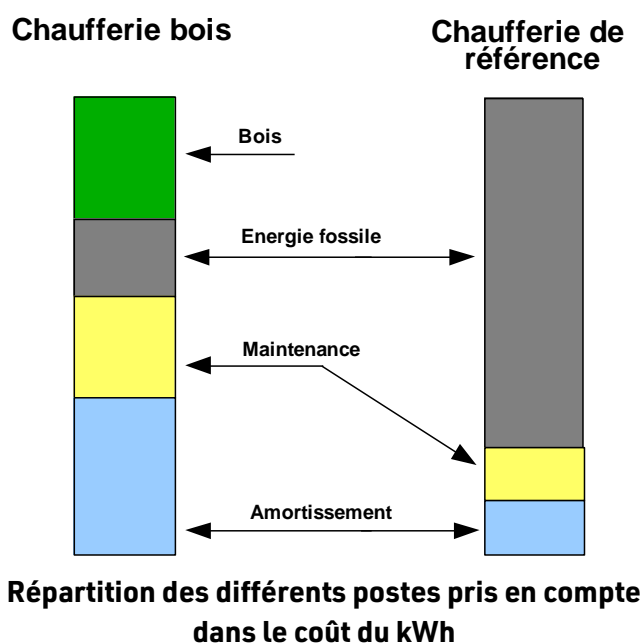 Chaufferie bois
Chaufferie de
référence
Bois
Energie fossile
Maintenance
Amortissement
Répartition des différents postes pris en compte
dans le coût du kWh